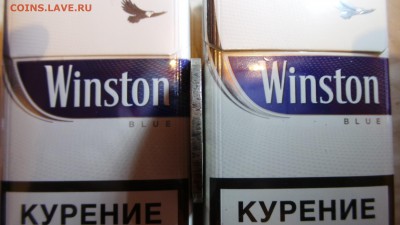 COINS.LAVE.RU
Winston
BLUE
КУРЕНИЕ
Winston
BLUE
КУРЕНИЕ